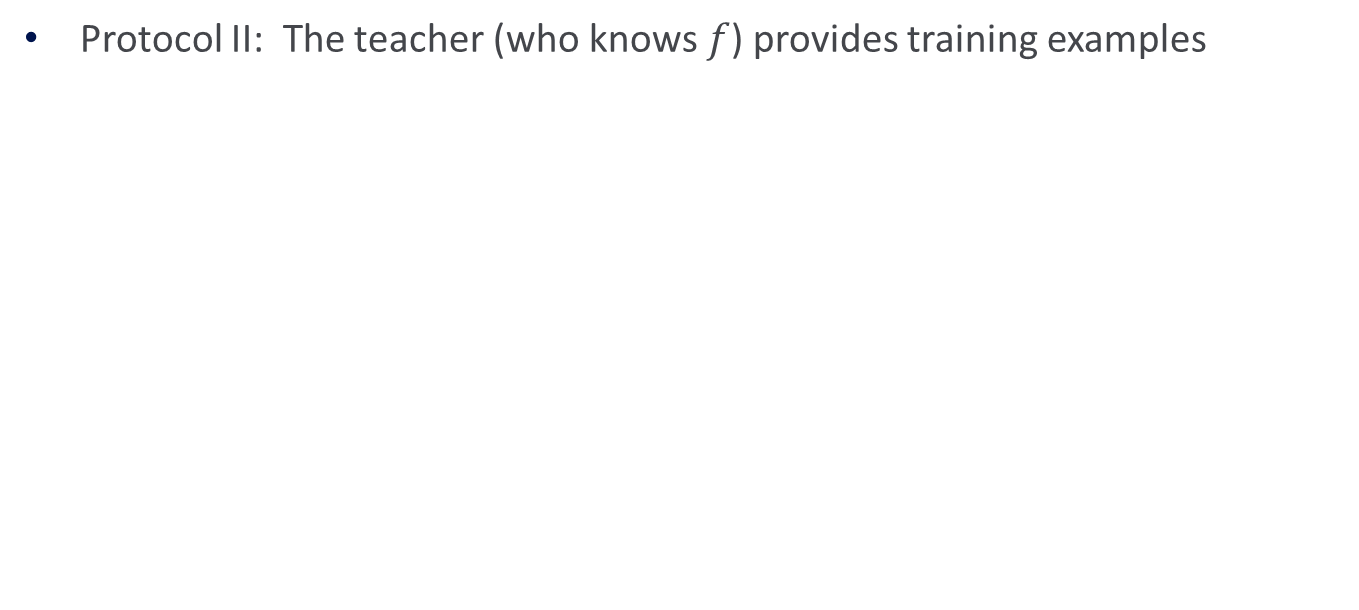 • Protocol II: The teacher (who knows f) provides training examples